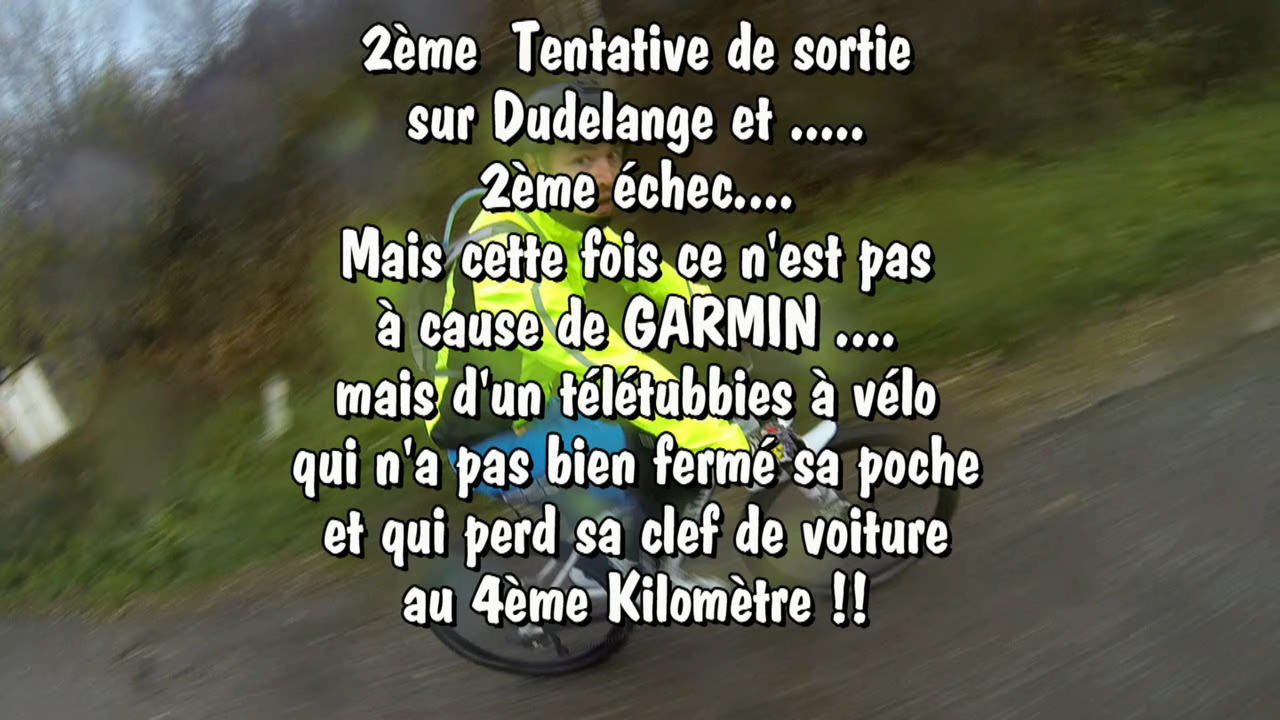 2ème Tentative de sortie
sur Dudelange et .....
2ème échec....
Mais cette fois ce n'est pas
à cause de GARMIN ....
mais d'un télétubbies à vélo
qui n'a pas bien fermé sa poche
et qui perd sa clef de voiture
au 4ème Kilomètre !!